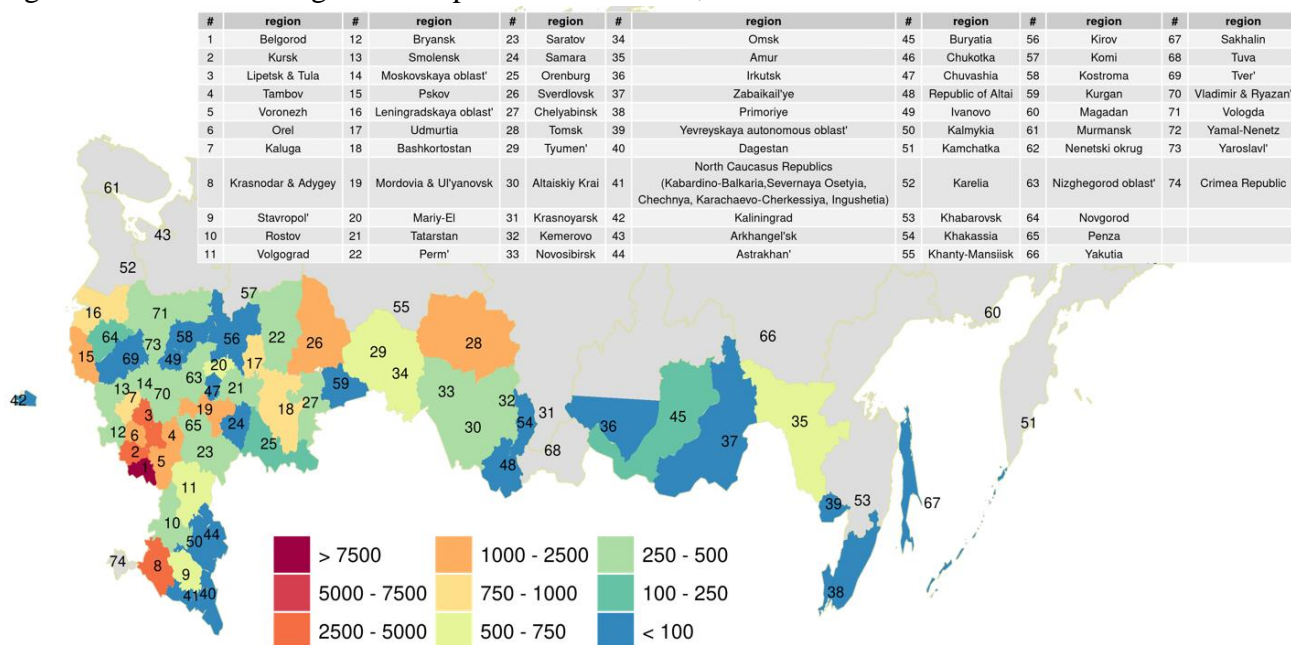 # region # region # region # region # region # region # region
1 Belgorod 12 Bryansk 23 Saratov 34 Omsk 45 Buryatia 56 Kirov 67 Sakhalin
2 Kursk 13 Smolensk 24 Samara 35 Amur 46 Chukotka 57 Komi 68 Tuva
3 Lipetsk & Tula 14 Moskovskaya oblast' 25 Orenburg 36 Irkutsk 47 Chuvashia 58 Kostroma 69 Tver'
4 Tambov 15 Pskov 26 Sverdlovsk 37 Zabaikail'ye 48 Republic of Altai 59 Kurgan 70 Vladimir & Ryazan'
5 Voronezh 16 Leningradskaya oblast' 27 Chelyabinsk 38 Primoriye 49 Ivanovo 60 Magadan 71 Vologda
6 Orel 17 Udmurtia 28 Tomsk 39 Yevreyskaya autonomous oblast' 50 Kalmykia 61 Murmansk 72 Yamal-Nenetz
7 Kaluga 18 Bashkortostan 29 Tyumen' 40 Dagestan 51 Kamchatka 62 Nenetski okrug 73 Yaroslavl'
8 Krasnodar & Adygey 19 Mordovia & Ul'yanovsk 30 Altaiskiy Krai 41 North Caucasus Republics (Kabardino-Balkaria,Severnaya Osetyia, Chechnya, Karachaevo-Cherkessiya, Ingushetia) 52 Karelia 63 Nizhgegorod oblast' 74 Crimea Republic
9 Stavropol' 20 Mariy-El 31 Krasnoyarsk 42 Kaliningrad 53 Khabarovsk 64 Novgorod
10 Rostov 21 Tatarstan 32 Kemerovo 43 Arkhangel'sk 54 Khakassia 65 Penza
11 Volgograd 22 Perm' 33 Novosibirsk 44 Astrakhan' 55 Khanty-Mansiisk 66 Yakutia
61
43
52
57
55
60
16 71
66
64 73 58 56 22 26 28
15 69 49 20 17 29
63 34
13 14 70 47 21 59 33
42 7 27 32
3 19 18 31 36 45 35 51
12 6 4 65 24 54
2 25 30 37
1 5 23 68
48
11
39 53 67
10
50 44
74 8 9
41 40
38
> 7500 1000 - 2500 250 - 500
5000 - 7500 750 - 1000 100 - 250
2500 - 5000 500 - 750 < 100